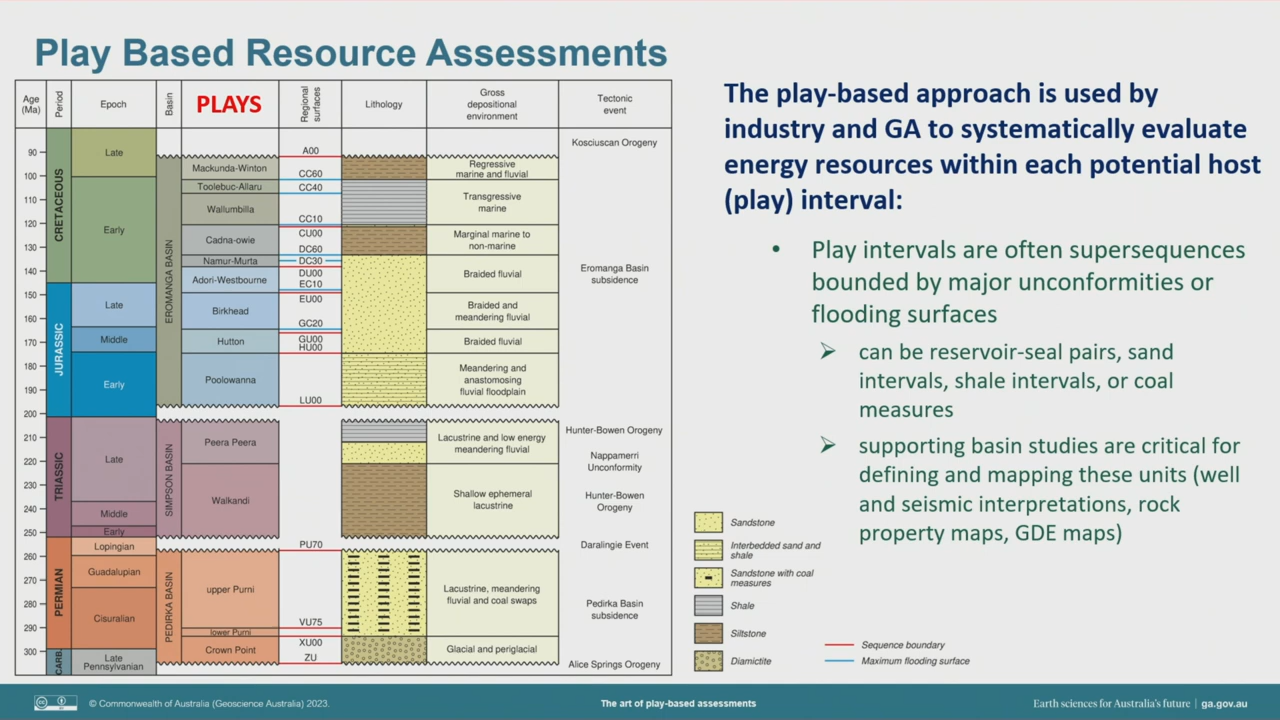 Play Based Resource Assessments
Age
(Ma)
Period
Epoch
Basin
PLAYS
Regional
surfaces
Lithology
Gross
depositional
environment
Tectonic
event
90
100
110
120
130
140
150
160
170
180
190
200
210
220
230
240
250
260
270
280
290
300
CRETACEOUS
JURASSIC
TRIASSIC
PERMIAN
CARB.
Late
Early
Late
Middle
Early
Late
Middle
Early
Lopingian
Guadalupian
Cisuralian
Late
Pennsylvanian
EROMANGA BASIN
SIMPSON BASIN
PEDIRKA BASIN
Mackunda-Winton
Toolebuc-Allaru
Wallumbilla
Cadna-owie
Namur-Murta
Adori-Westbourne
Birkhead
Hutton
Poolowanna
Peera Peera
Walkandi
upper Purni
lower Purni
Crown Point
A00
CC60
CC40
CC10
CU00
DC60
DC30
DU00
EC10
EU00
GC20
GU00
HU00
LU00
PU70
VU75
XU00
ZU
Regressive
marine and fluvial
Transgressive
marine
Marginal marine to
non-marine
Braided fluvial
Braided and
meandering fluvial
Braided fluvial
Meandering and
anastomosing
fluvial floodplain
Lacustrine and low energy
meandering fluvial
Shallow ephemeral
lacustrine
Lacustrine, meandering
fluvial and coal swaps
Glacial and periglacial
Kosciuscan Orogeny
Eromanga Basin
subsidence
Hunter-Bowen Orogeny
Nappamerri
Unconformity
Hunter-Bowen
Orogeny
Daralingie Event
Pedirka Basin
subsidence
Alice Springs Orogeny
The play-based approach is used by
industry and GA to systematically evaluate
energy resources within each potential host
(play) interval:
• Play intervals are often supersequences
bounded by major unconformities or
flooding surfaces
➢ can be reservoir-seal pairs, sand
intervals, shale intervals, or coal
measures
➢ supporting basin studies are critical for
defining and mapping these units (well
and seismic interpretations, rock
property maps, GDE maps)
Sandstone
Interbedded sand and
shale
Sandstone with coal
measures
Shale
Siltstone
Diamictite
Sequence boundary
Maximum flooding surface
© Commonwealth of Australia (Geoscience Australia) 2023.
The art of play-based assessments
Earth sciences for Australia's future | ga.gov.au